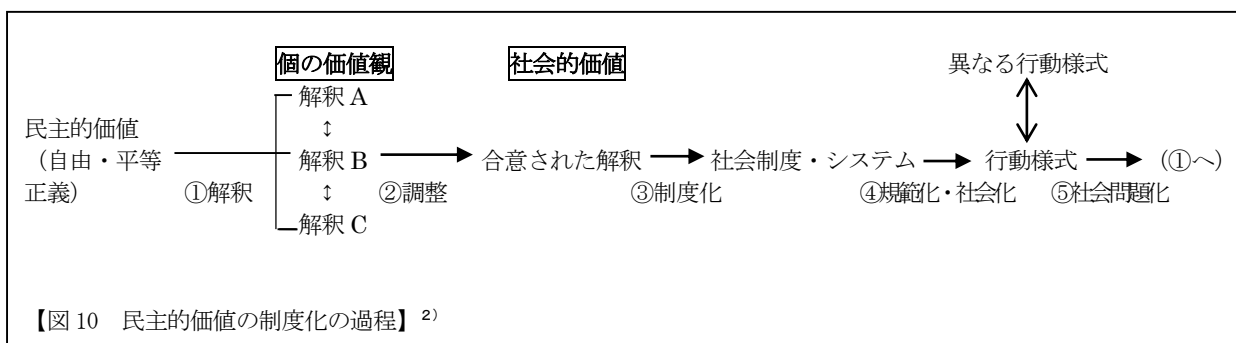 個の価値観 社会的価値 異なる行動様式
解釈 A
民主的価値 ↕
(自由・平等 解釈 B 合意された解釈 社会制度・システム 行動様式 (①へ)
正義) ①解釈 ↕ ②調整 ③制度化 ④規範化・社会化 ⑤社会問題化
解釈 C
【図 10 民主的価値の制度化の過程】2)